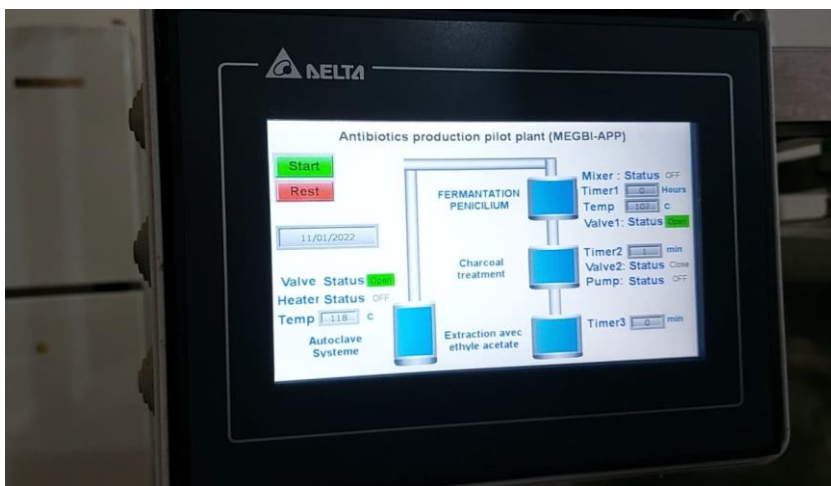 DELTA
Antibiotics production pilot plant (MEGBI-APP)
Start
Rest
11/01/2022
Valve Status Open
Heater Status OFF
Temp 118 c
Autoclave
Systeme
FERMANTATION
PENICILIUM
Charcoal
treatment
Extraction avec
ethyle acetate
Mixer : Status OFF
Timer1 0 Hours
Temp 107 c
Valve1: Status Open
Timer2 1 min
Valve2: Status Close
Pump: Status OFF
Timer3 0 min